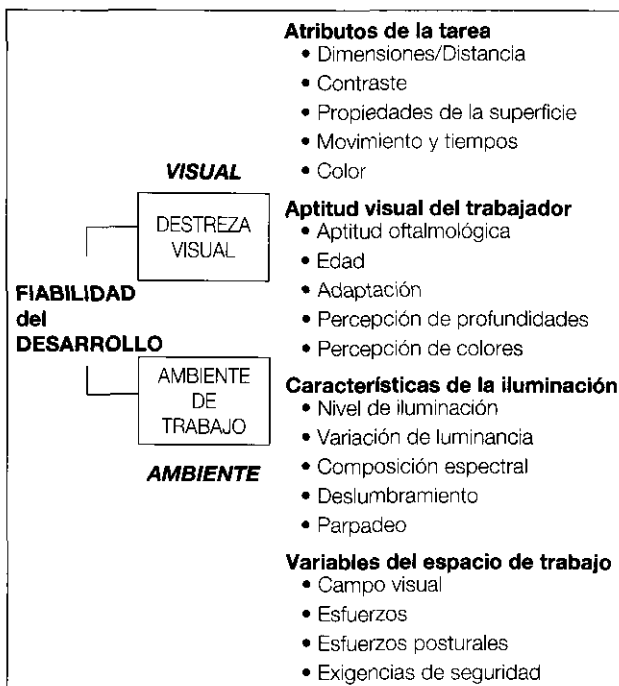 Atributos de la tarea
• Dimensiones/Distancia
• Contraste
• Propiedades de la superficie
• Movimiento y tiempos
• Color
VISUAL
DESTREZA
VISUAL
Aptitud visual del trabajador
• Aptitud oftalmológica
• Edad
• Adaptación
• Percepción de profundidades
• Percepción de colores
FIABILIDAD
del
DESARROLLO
AMBIENTE
DE
TRABAJO
AMBIENTE
Características de la iluminación
• Nivel de iluminación
• Variación de luminancia
• Composición espectral
• Deslumbramiento
• Parpadeo
Variables del espacio de trabajo
• Campo visual
• Esfuerzos
• Esfuerzos posturales
• Exigencias de seguridad